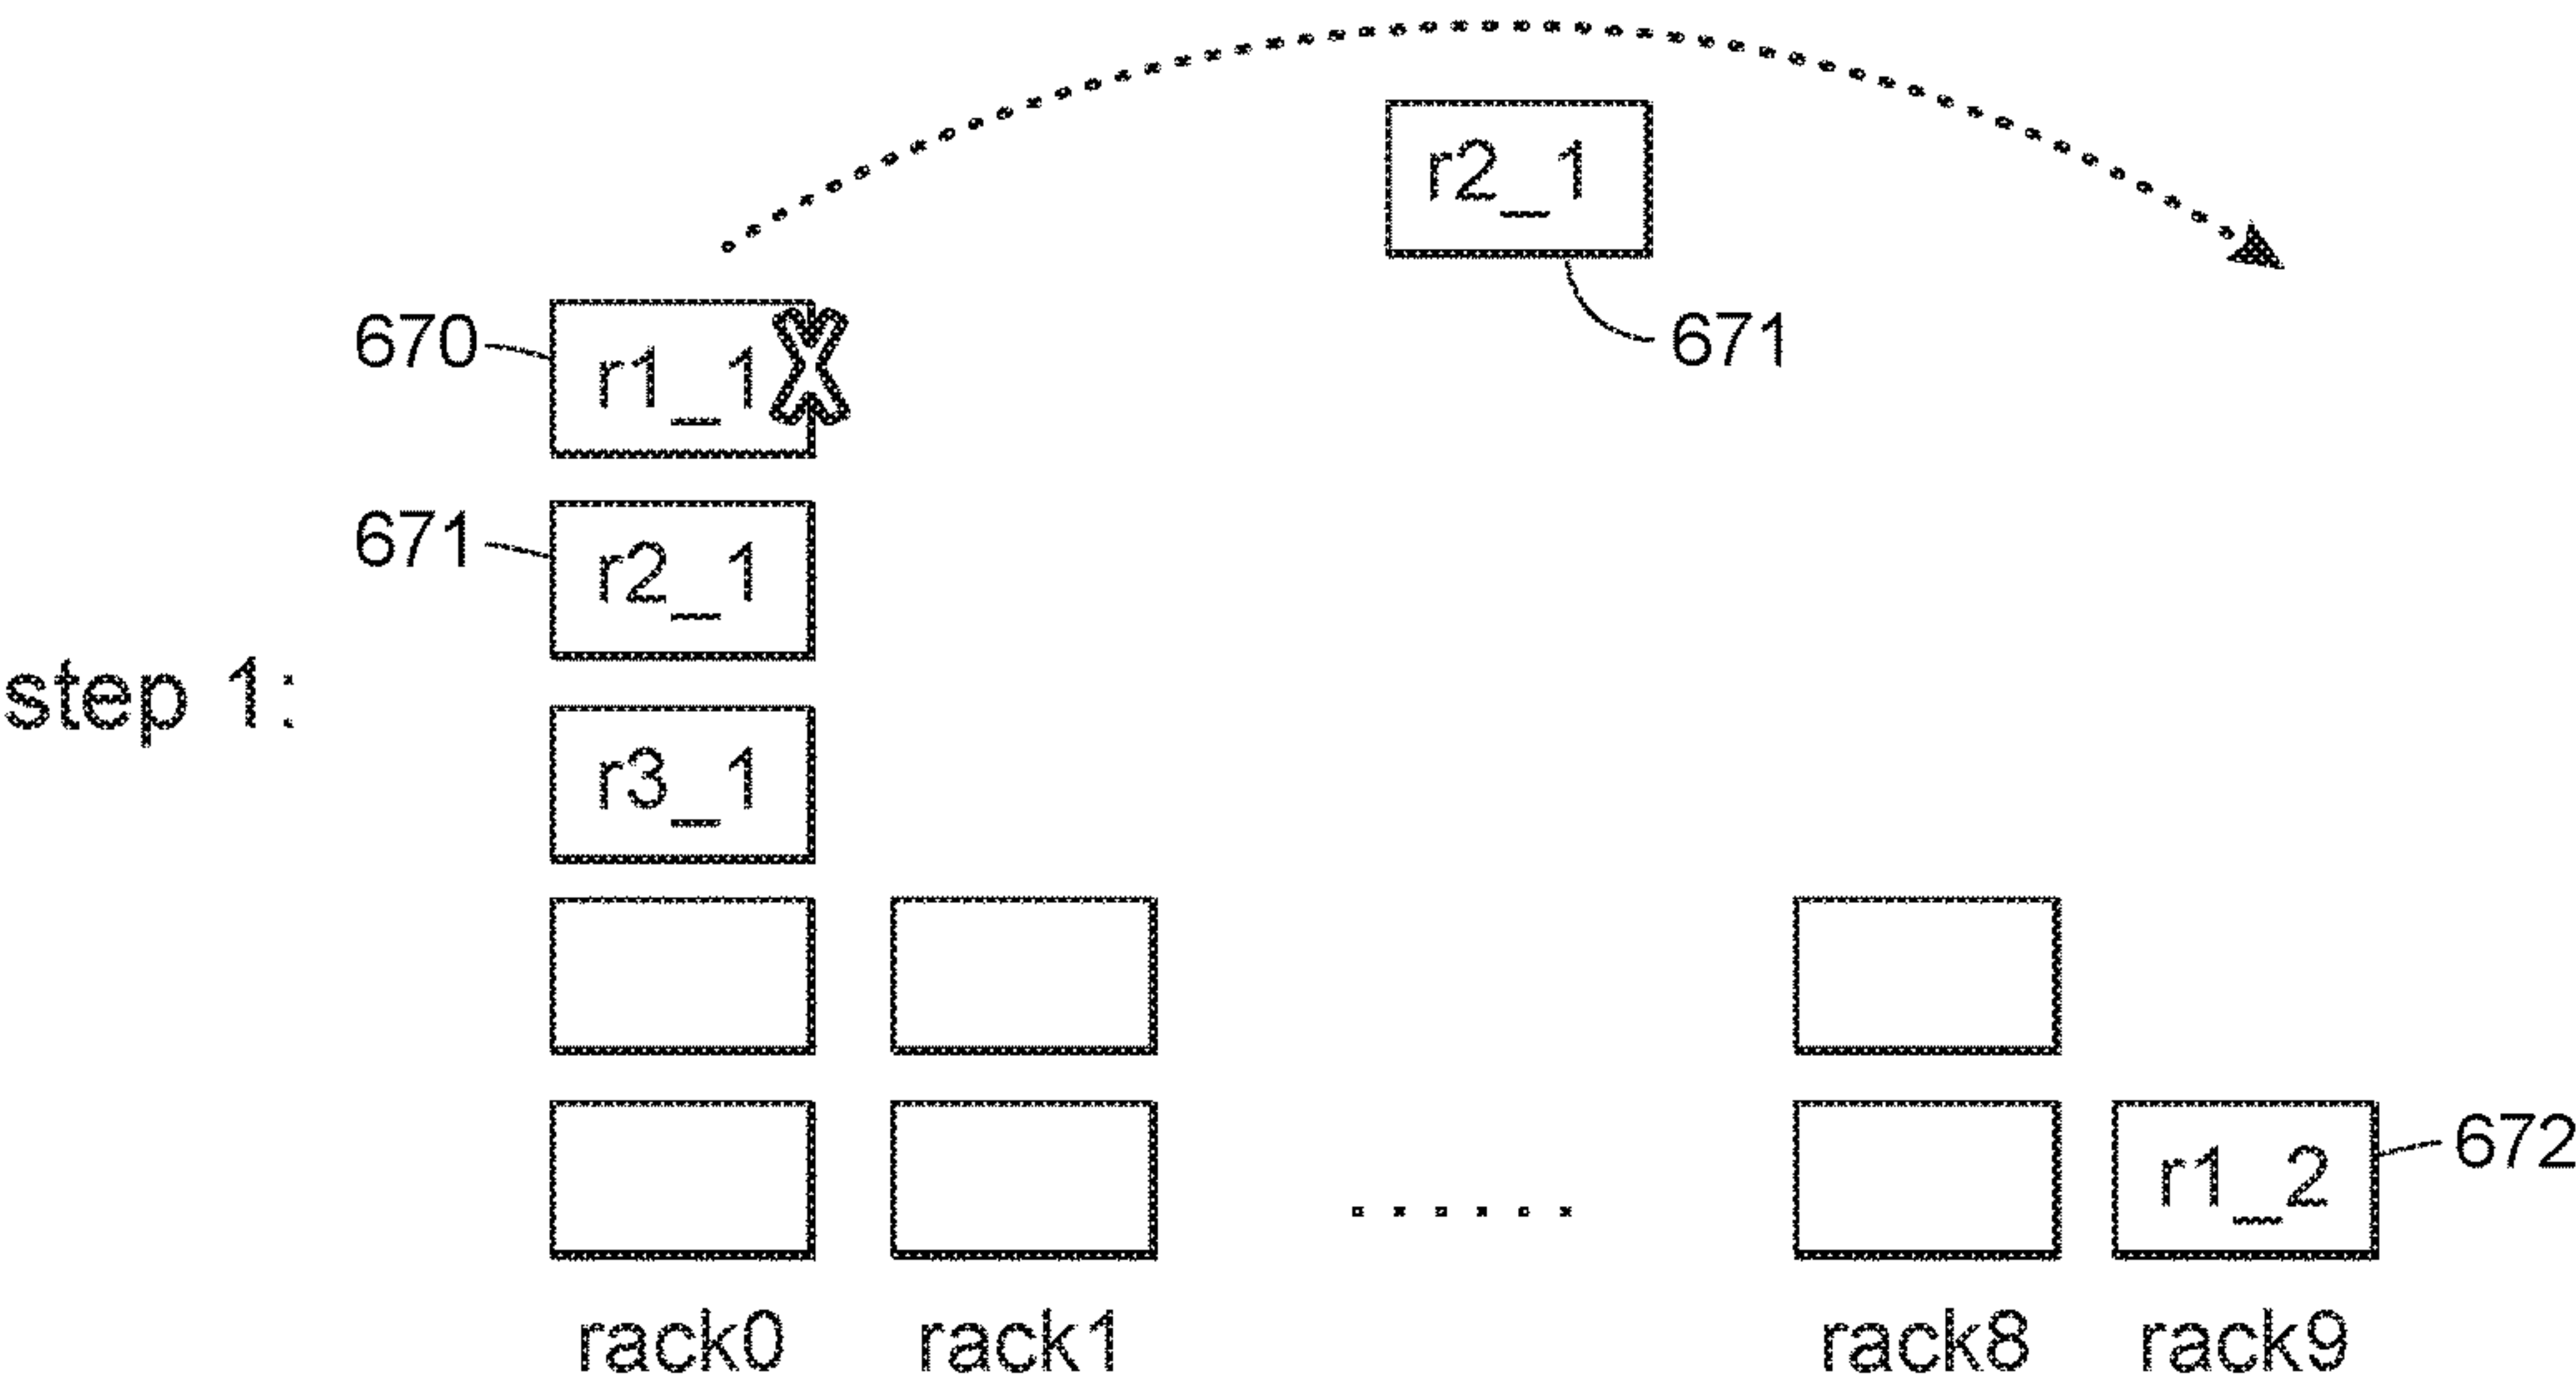 r2_1
671
670
r1_1
X
671
r2_1
step 1:
r3_1
r1_2
672
rack0 rack1 rack8 rack9